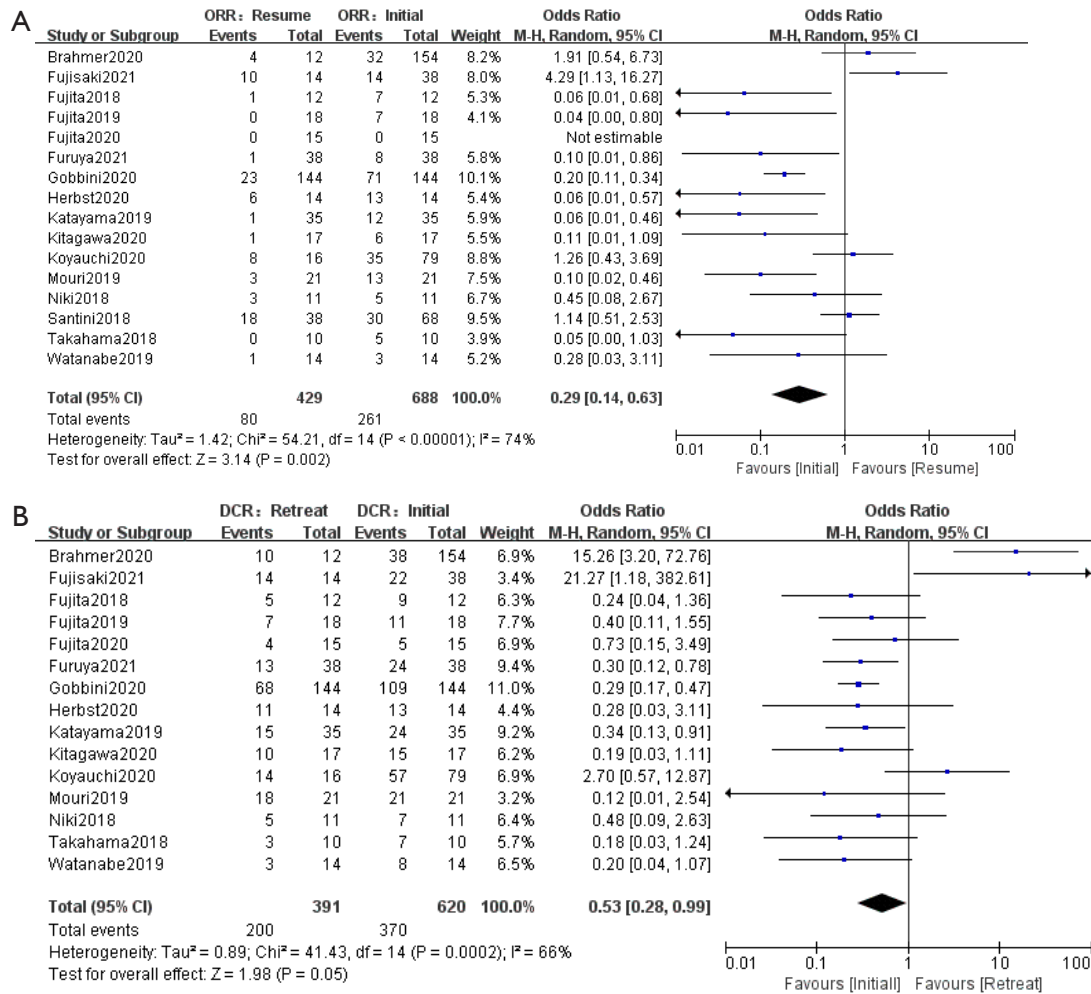 A
ORR：Resume ORR：Initial Odds Ratio Odds Ratio
Study or Subgroup Events Total Events Total Weight M-H, Random, 95% CI M-H, Random, 95% CI
Brahmer2020 4 12 32 154 8.2% 1.91 [0.54, 6.73]
Fujisaki2021 10 14 14 38 8.0% 4.29 [1.13, 16.27]
Fujita2018 1 12 7 12 5.3% 0.06 [0.01, 0.68]
Fujita2019 0 18 7 18 4.1% 0.04 [0.00, 0.80]
Fujita2020 0 15 0 15 Not estimable
Furuya2021 1 38 8 38 5.8% 0.10 [0.01, 0.86]
Gobbini2020 23 144 71 144 10.1% 0.20 [0.11, 0.34]
Herbst2020 6 14 13 14 5.4% 0.06 [0.01, 0.57]
Katayama2019 1 35 12 35 5.9% 0.06 [0.01, 0.46]
Kitagawa2020 1 17 6 17 5.5% 0.11 [0.01, 1.09]
Koyauchi2020 8 16 35 79 8.8% 1.26 [0.43, 3.69]
Mouri2019 3 21 13 21 7.5% 0.10 [0.02, 0.46]
Niki2018 3 11 5 11 6.7% 0.45 [0.08, 2.67]
Santini2018 18 38 30 68 9.5% 1.14 [0.51, 2.53]
Takahama2018 0 10 5 10 3.9% 0.05 [0.00, 1.03]
Watanabe2019 1 14 3 14 5.2% 0.28 [0.03, 3.11]
Total (95% CI) 429 688 100.0% 0.29 [0.14, 0.63]
Total events 80 261
Heterogeneity: Tau² = 1.42; Chi² = 54.21, df = 14 (P < 0.00001); I² = 74%
Test for overall effect: Z = 3.14 (P = 0.002)
0.01 0.1 1 10 100
Favours [Initial] Favours [Resume]
B
DCR：Retreat DCR：Initial Odds Ratio Odds Ratio
Study or Subgroup Events Total Events Total Weight M-H, Random, 95% CI M-H, Random, 95% CI
Brahmer2020 10 12 38 154 6.9% 15.26 [3.20, 72.76]
Fujisaki2021 14 14 22 38 3.4% 21.27 [1.18, 382.61]
Fujita2018 5 12 9 12 6.3% 0.24 [0.04, 1.36]
Fujita2019 7 18 11 18 7.7% 0.40 [0.11, 1.55]
Fujita2020 4 15 5 15 6.9% 0.73 [0.15, 3.49]
Furuya2021 13 38 24 38 9.4% 0.30 [0.12, 0.78]
Gobbini2020 68 144 109 144 11.0% 0.29 [0.17, 0.47]
Herbst2020 11 14 13 14 4.4% 0.28 [0.03, 3.11]
Katayama2019 15 35 24 35 9.2% 0.34 [0.13, 0.91]
Kitagawa2020 10 17 15 17 6.2% 0.19 [0.03, 1.11]
Koyauchi2020 14 16 57 79 6.9% 2.70 [0.57, 12.87]
Mouri2019 18 21 21 21 3.2% 0.12 [0.01, 2.54]
Niki2018 5 11 7 11 6.4% 0.48 [0.09, 2.63]
Takahama2018 3 10 7 10 5.7% 0.18 [0.03, 1.24]
Watanabe2019 3 14 8 14 6.5% 0.20 [0.04, 1.07]
Total (95% CI) 391 620 100.0% 0.53 [0.28, 0.99]
Total events 200 370
Heterogeneity: Tau² = 0.89; Chi² = 41.43, df = 14 (P = 0.0002); I² = 66%
Test for overall effect: Z = 1.98 (P = 0.05)
0.01 0.1 1 10 100
Favours [Initiall] Favours [Retreat]